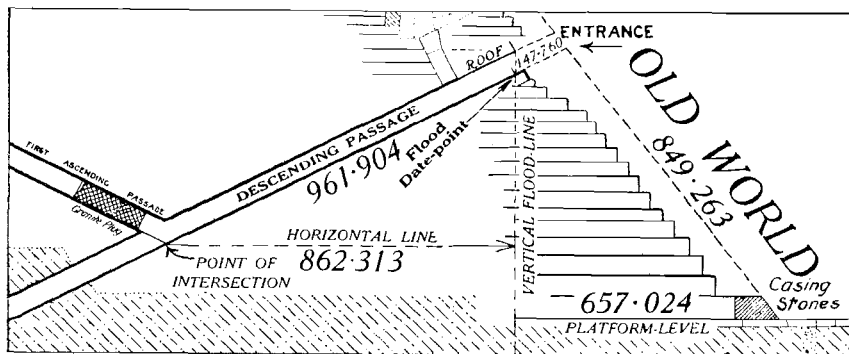 ENTRANCE
ROOF
147·760
OLD WORLD
849·263
DESCENDING PASSAGE
961·904
Flood
Date-point
FIRST ASCENDING PASSAGE
Granite Plug
VERTICAL FLOOD-LINE
HORIZONTAL LINE
862·313
POINT OF
INTERSECTION
657·024
PLATFORM-LEVEL
Casing
Stones